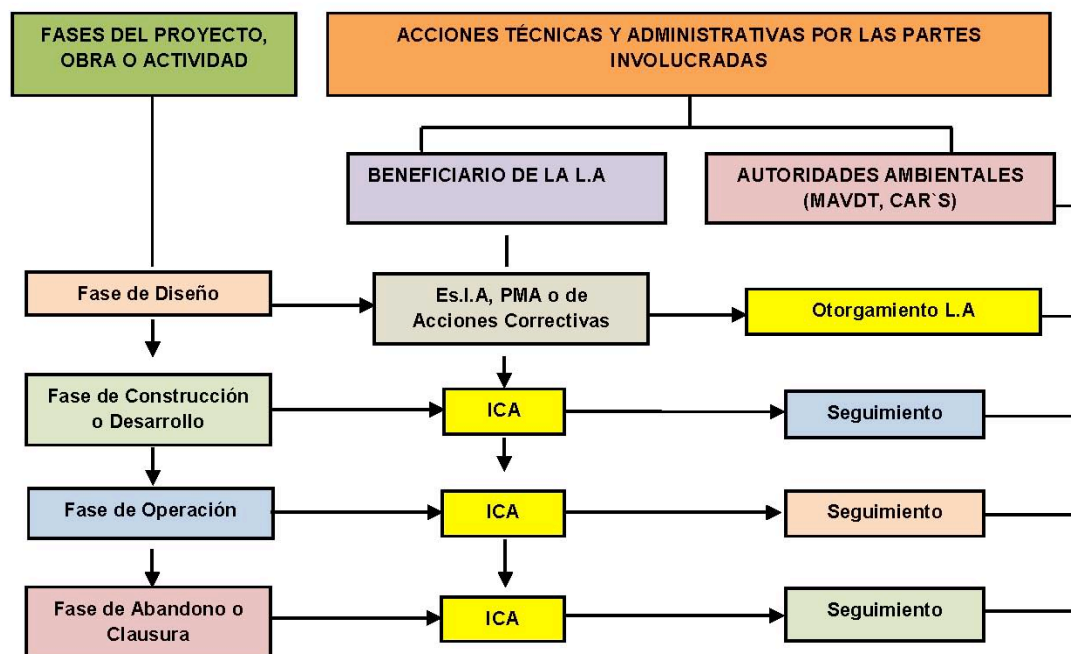 FASES DEL PROYECTO,
OBRA O ACTIVIDAD
ACCIONES TÉCNICAS Y ADMINISTRATIVAS POR LAS PARTES
INVOLUCRADAS
BENEFICIARIO DE LA L.A
AUTORIDADES AMBIENTALES
(MAVDT, CAR`S)
Fase de Diseño
Es.I.A, PMA o de
Acciones Correctivas
Otorgamiento L.A
Fase de Construcción
o Desarrollo
ICA
Seguimiento
Fase de Operación
ICA
Seguimiento
Fase de Abandono o
Clausura
ICA
Seguimiento